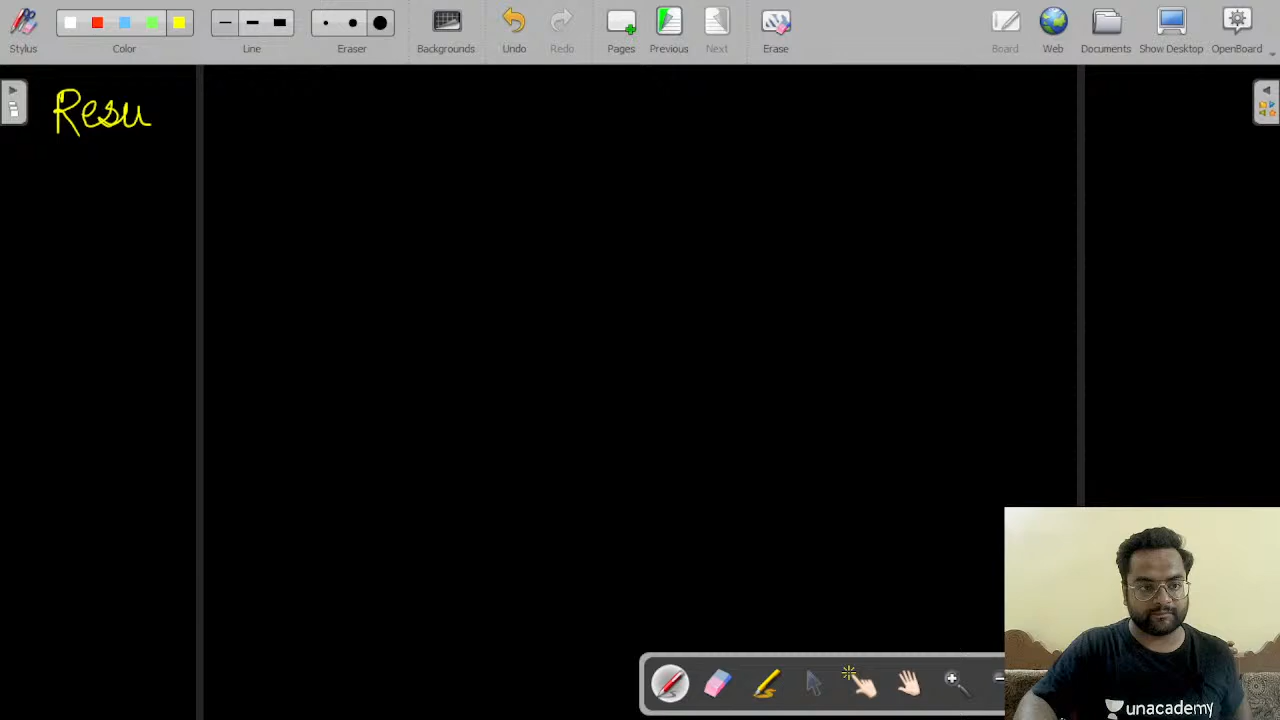 Stylus
Color
Line
Eraser
Backgrounds
Undo
Redo
Pages
Previous
Next
Erase
Board
Web
Documents
Show Desktop
OpenBoard
Resu
unacademy